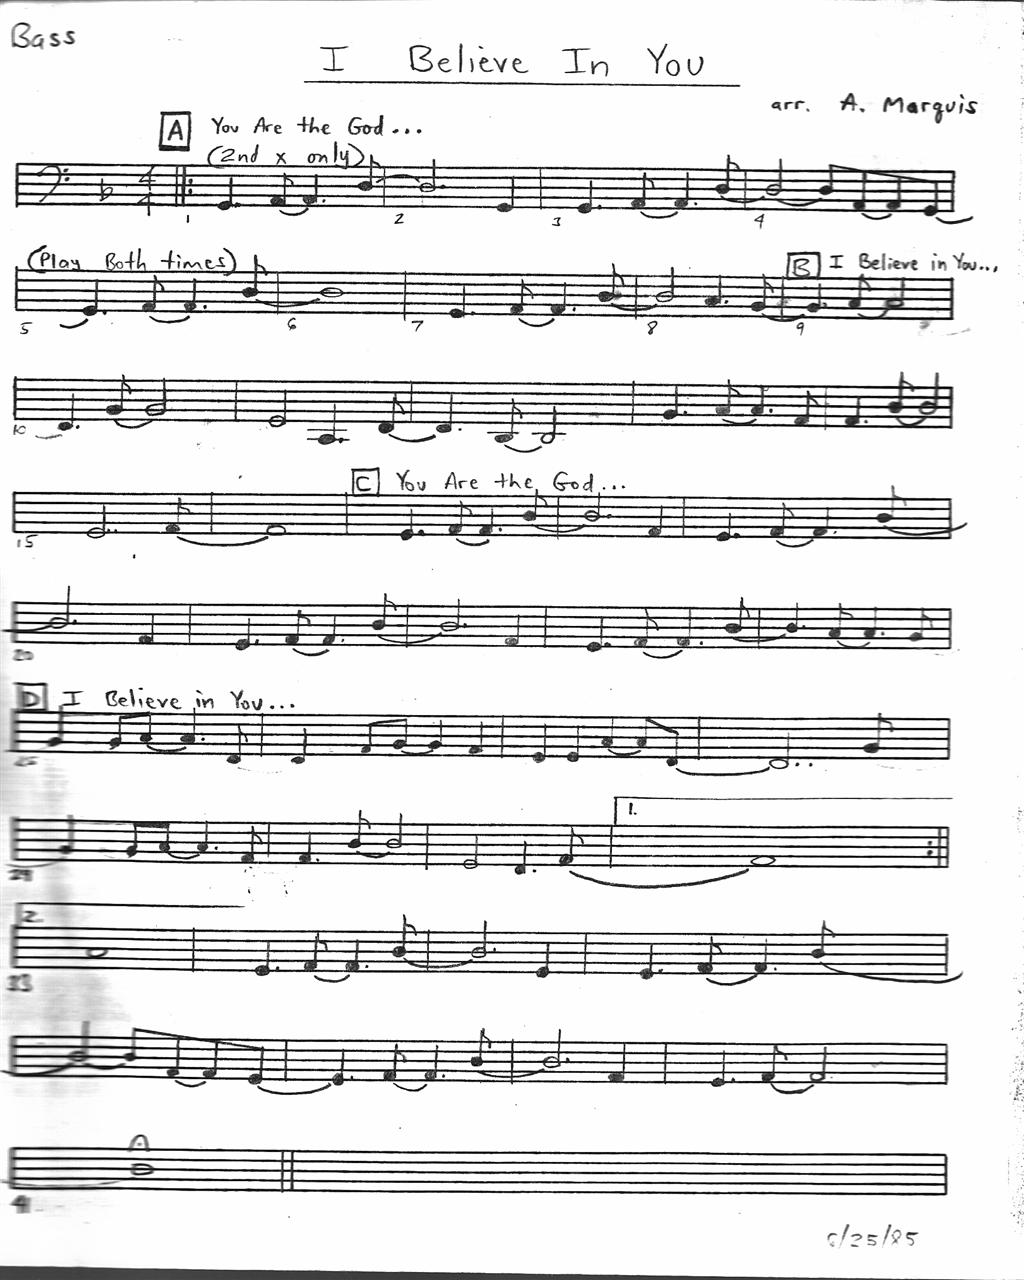 Bass
I Believe In You
arr. A. Marquis
A You Are the God...
(2nd x only)
4
4
1 2 3 4
(Play Both times) B I Believe in You...
5 6 7 8 9
10
C You Are the God...
15
20
D I Believe in You...
25
1.
29
2.
33
41
6/25/85